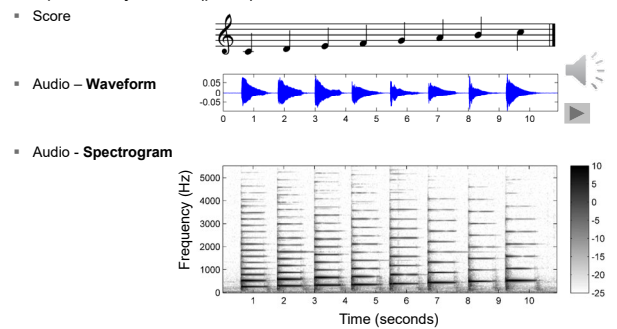 ▪ Score
▪ Audio – Waveform
0.05
0
-0.05
0 1 2 3 4 5 6 7 8 9 10
▪ Audio - Spectrogram
Frequency (Hz)
5000
4000
3000
2000
1000
0
1 2 3 4 5 6 7 8 9 10
Time (seconds)
10
5
0
-5
-10
-15
-20
-25